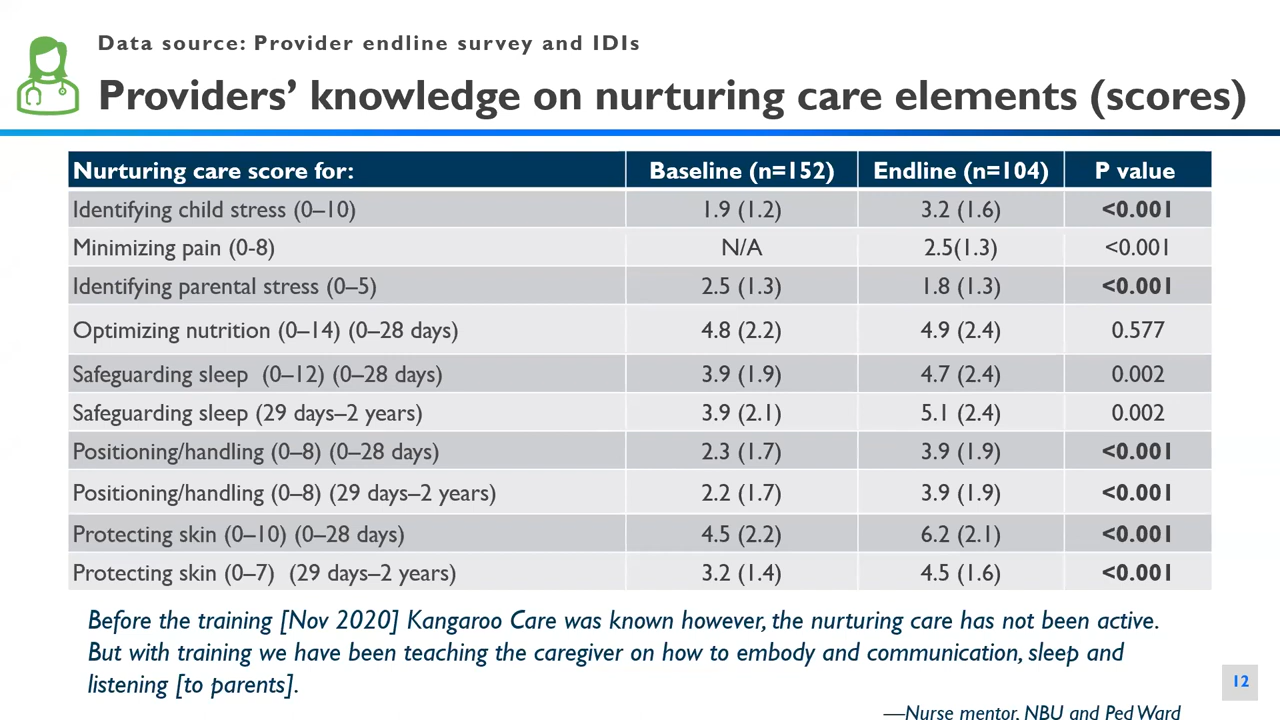 Data source: Provider endline survey and IDIs
Providers’ knowledge on nurturing care elements (scores)
Nurturing care score for: Baseline (n=152) Endline (n=104) P value
Identifying child stress (0–10) 1.9 (1.2) 3.2 (1.6) <0.001
Minimizing pain (0-8) N/A 2.5(1.3) <0.001
Identifying parental stress (0–5) 2.5 (1.3) 1.8 (1.3) <0.001
Optimizing nutrition (0–14) (0–28 days) 4.8 (2.2) 4.9 (2.4) 0.577
Safeguarding sleep (0–12) (0–28 days) 3.9 (1.9) 4.7 (2.4) 0.002
Safeguarding sleep (29 days–2 years) 3.9 (2.1) 5.1 (2.4) 0.002
Positioning/handling (0–8) (0–28 days) 2.3 (1.7) 3.9 (1.9) <0.001
Positioning/handling (0–8) (29 days–2 years) 2.2 (1.7) 3.9 (1.9) <0.001
Protecting skin (0–10) (0–28 days) 4.5 (2.2) 6.2 (2.1) <0.001
Protecting skin (0–7) (29 days–2 years) 3.2 (1.4) 4.5 (1.6) <0.001
Before the training [Nov 2020] Kangaroo Care was known however, the nurturing care has not been active.
But with training we have been teaching the caregiver on how to embody and communication, sleep and
listening [to parents].
12
—Nurse mentor, NBU and Ped Ward